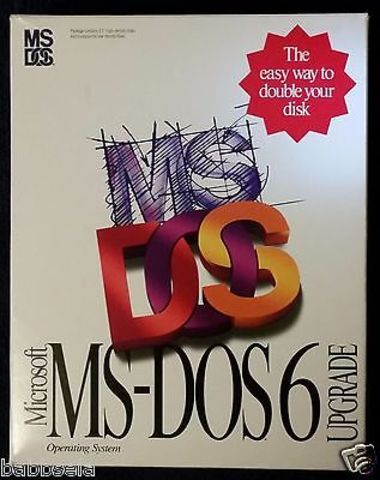 MS
DOS
The
easy way to
double your
disk
MS
DOS
Microsoft
MS-DOS 6
UPGRADE
Operating System
babbsela